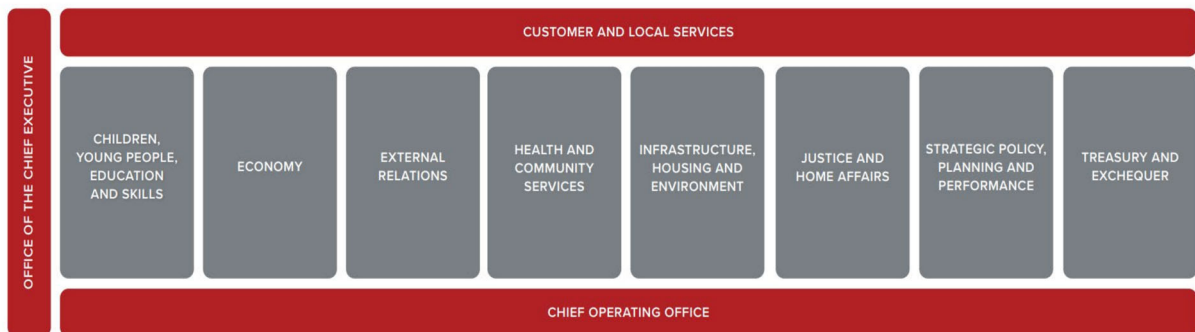 OFFICE OF THE CHIEF EXECUTIVE
CUSTOMER AND LOCAL SERVICES
CHILDREN,
YOUNG PEOPLE,
EDUCATION
AND SKILLS
ECONOMY
EXTERNAL
RELATIONS
HEALTH AND
COMMUNITY
SERVICES
INFRASTRUCTURE,
HOUSING AND
ENVIRONMENT
JUSTICE AND
HOME AFFAIRS
STRATEGIC POLICY,
PLANNING AND
PERFORMANCE
TREASURY AND
EXCHEQUER
CHIEF OPERATING OFFICE